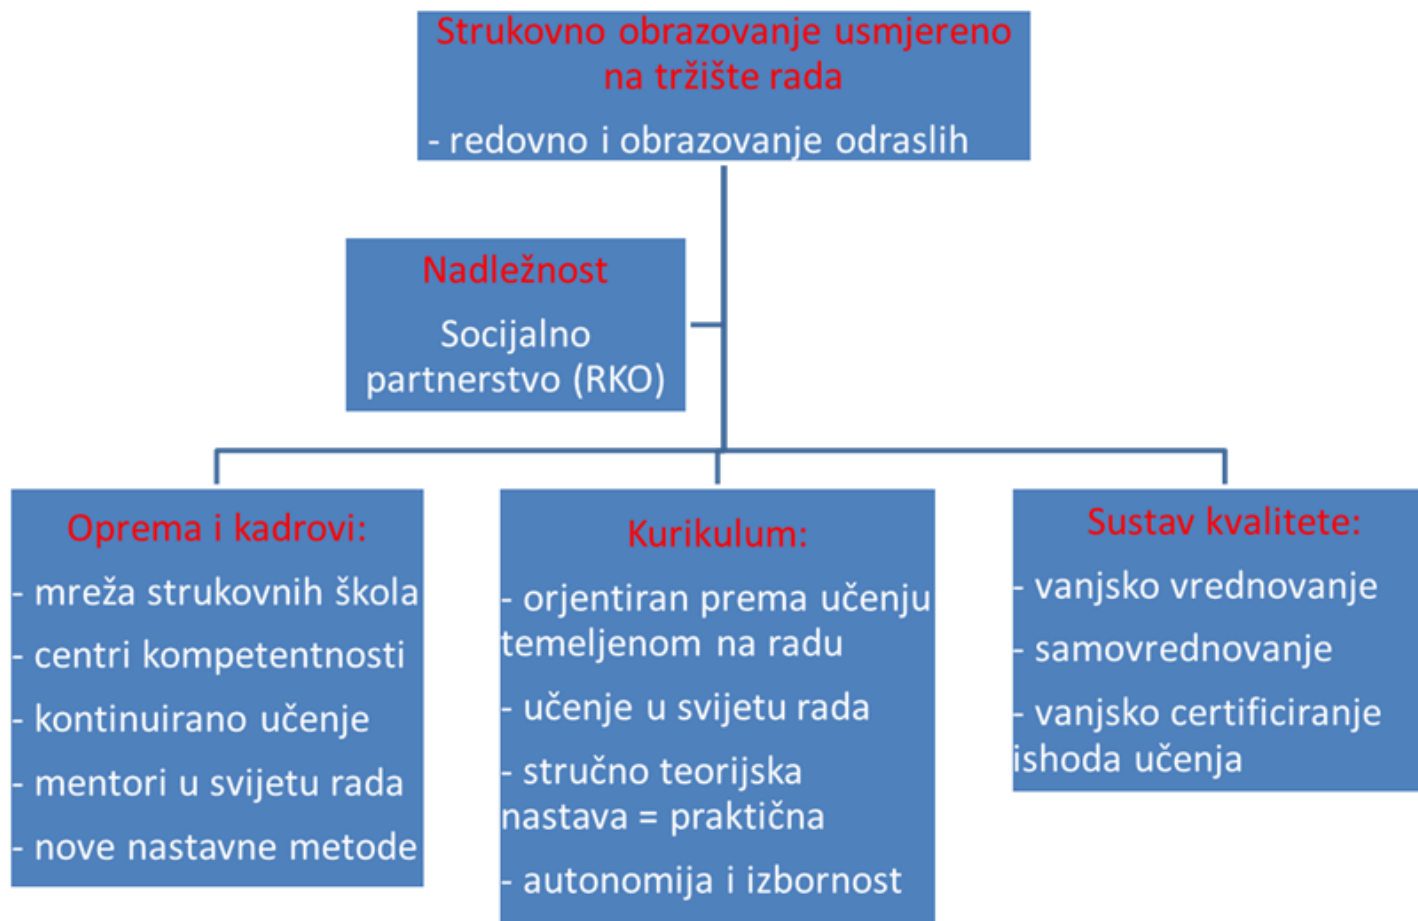 Strukovno obrazovanje usmjereno
na tržište rada
- redovno i obrazovanje odraslih
Nadležnost
Socijalno
partnerstvo (RKO)
Oprema i kadrovi:
- mreža strukovnih škola
- centri kompetentnosti
- kontinuirano učenje
- mentori u svijetu rada
- nove nastavne metode
Kurikulum:
- orjentiran prema učenju
temeljenom na radu
- učenje u svijetu rada
- stručno teorijska
nastava = praktična
- autonomija i izbornost
Sustav kvalitete:
- vanjsko vrednovanje
- samovrednovanje
- vanjsko certificiranje
ishoda učenja